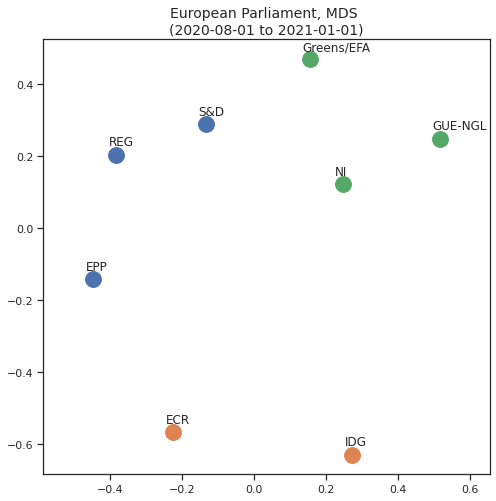 European Parliament, MDS
(2020-08-01 to 2021-01-01)
Greens/EFA
S&D
GUE-NGL
REG
NI
EPP
ECR
IDG
0.4
0.2
0.0
−0.2
−0.4
−0.6
−0.4
−0.2
0.0
0.2
0.4
0.6